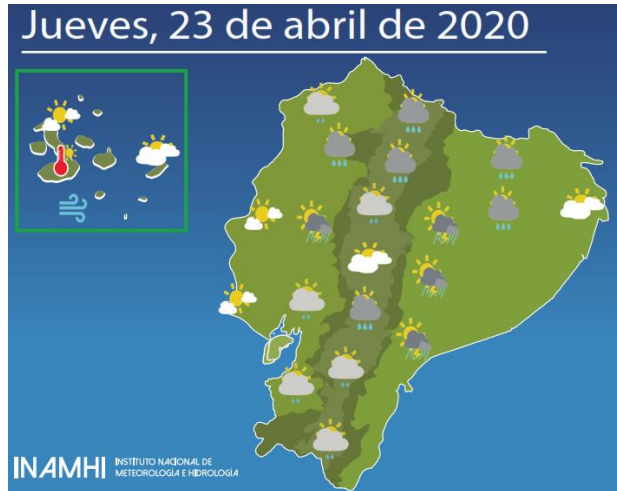 Jueves, 23 de abril de 2020
INAMHI
INSTITUTO NACIONAL DE
METEOROLOGÍA E HIDROLOGÍA